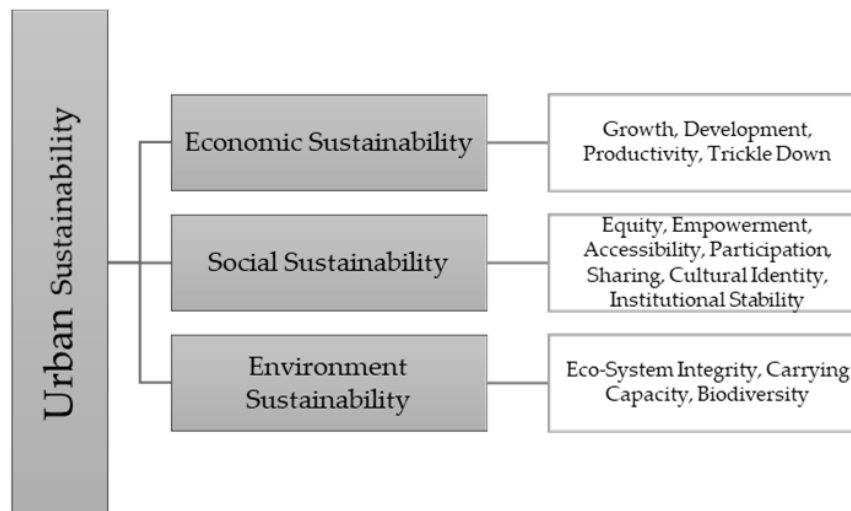 Urban Sustainability
Economic Sustainability
Growth, Development,
Productivity, Trickle Down
Social Sustainability
Equity, Empowerment,
Accessibility, Participation,
Sharing, Cultural Identity,
Institutional Stability
Environment
Sustainability
Eco-System Integrity, Carrying
Capacity, Biodiversity